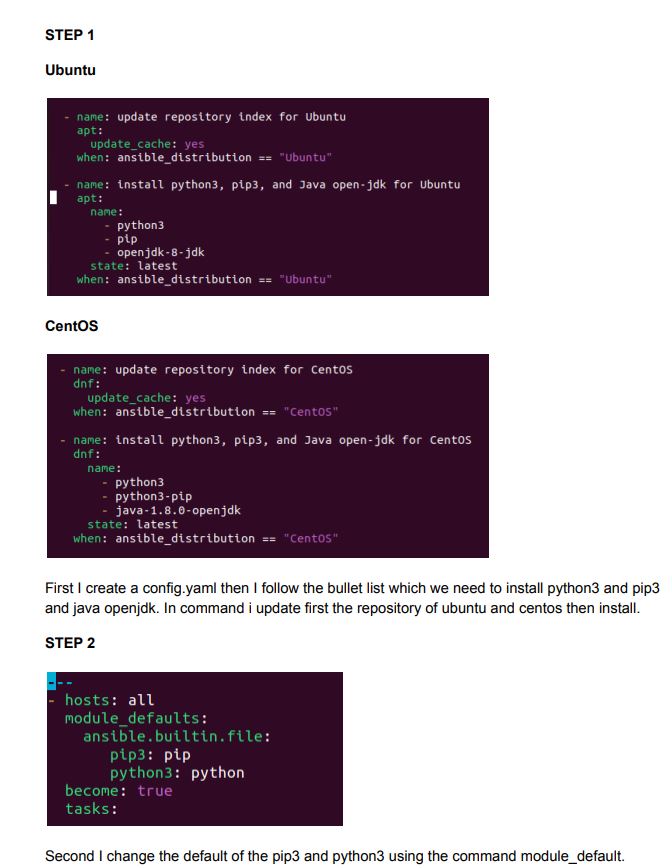 STEP 1
Ubuntu
- name: update repository index for Ubuntu
apt:
update_cache: yes
when: ansible_distribution == "Ubuntu"
- name: install python3, pip3, and Java open-jdk for Ubuntu
apt:
name:
- python3
- pip
- openjdk-8-jdk
state: latest
when: ansible_distribution == "Ubuntu"
CentOS
- name: update repository index for CentOS
dnf:
update_cache: yes
when: ansible_distribution == "CentOS"
- name: install python3, pip3, and Java open-jdk for CentOS
dnf:
name:
- python3
- python3-pip
- java-1.8.0-openjdk
state: latest
when: ansible_distribution == "CentOS"
First I create a config.yaml then I follow the bullet list which we need to install python3 and pip3
and java openjdk. In command i update first the repository of ubuntu and centos then install.
STEP 2
---
- hosts: all
module_defaults:
ansible.builtin.file:
pip3: pip
python3: python
become: true
tasks:
Second I change the default of the pip3 and python3 using the command module_default.